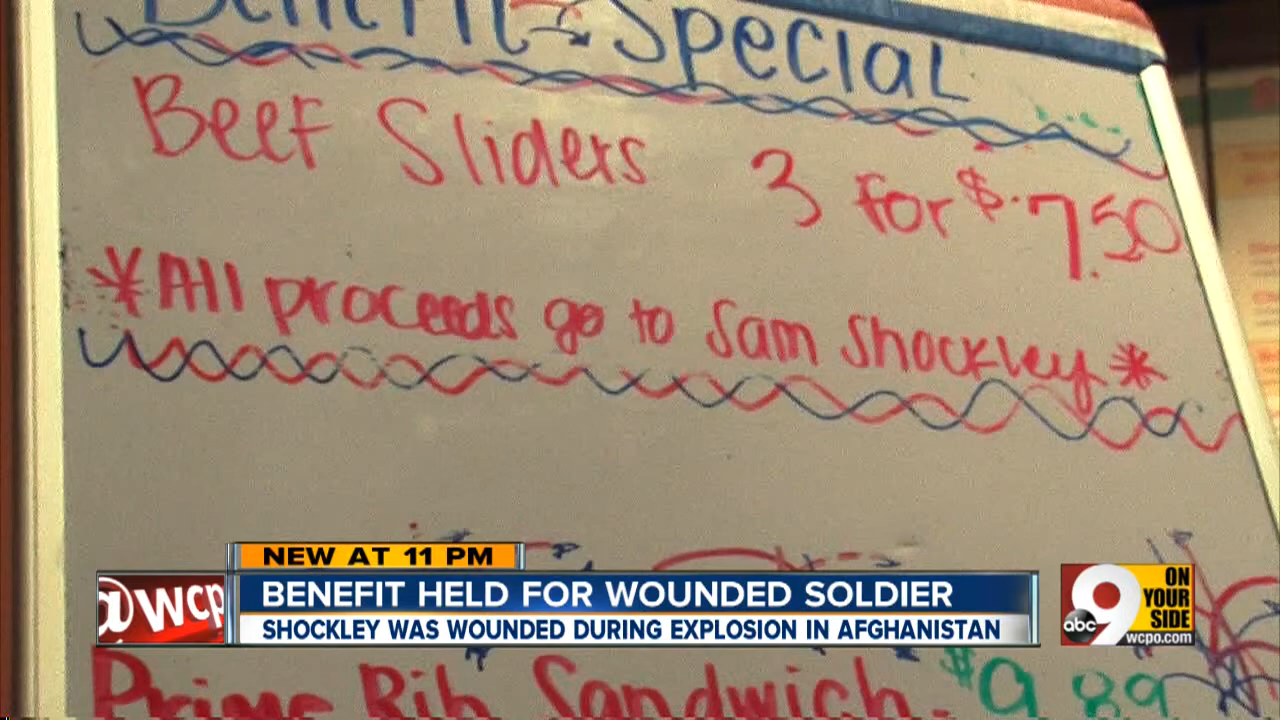 Benefit Special
Beef Sliders 3 for $7.50
*All proceeds go to Sam Shockley*
NEW AT 11 PM
@wcp
BENEFIT HELD FOR WOUNDED SOLDIER
SHOCKLEY WAS WOUNDED DURING EXPLOSION IN AFGHANISTAN
abc 9 ON
YOUR
SIDE
wcpo.com
Prime Rib Sandwich. $9.89